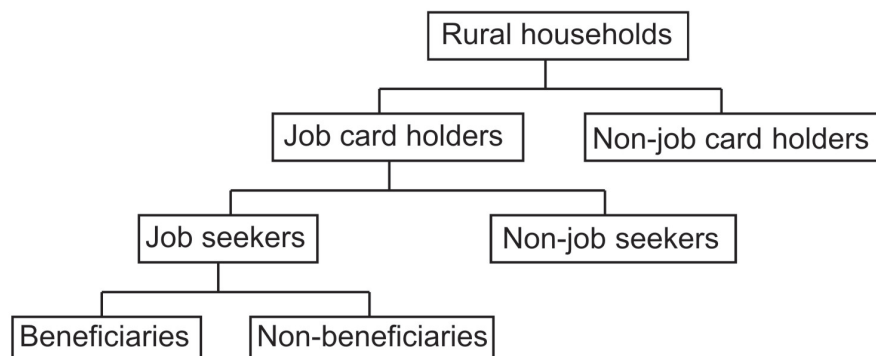 Rural households
Job card holders
Non-job card holders
Job seekers
Non-job seekers
Beneficiaries
Non-beneficiaries